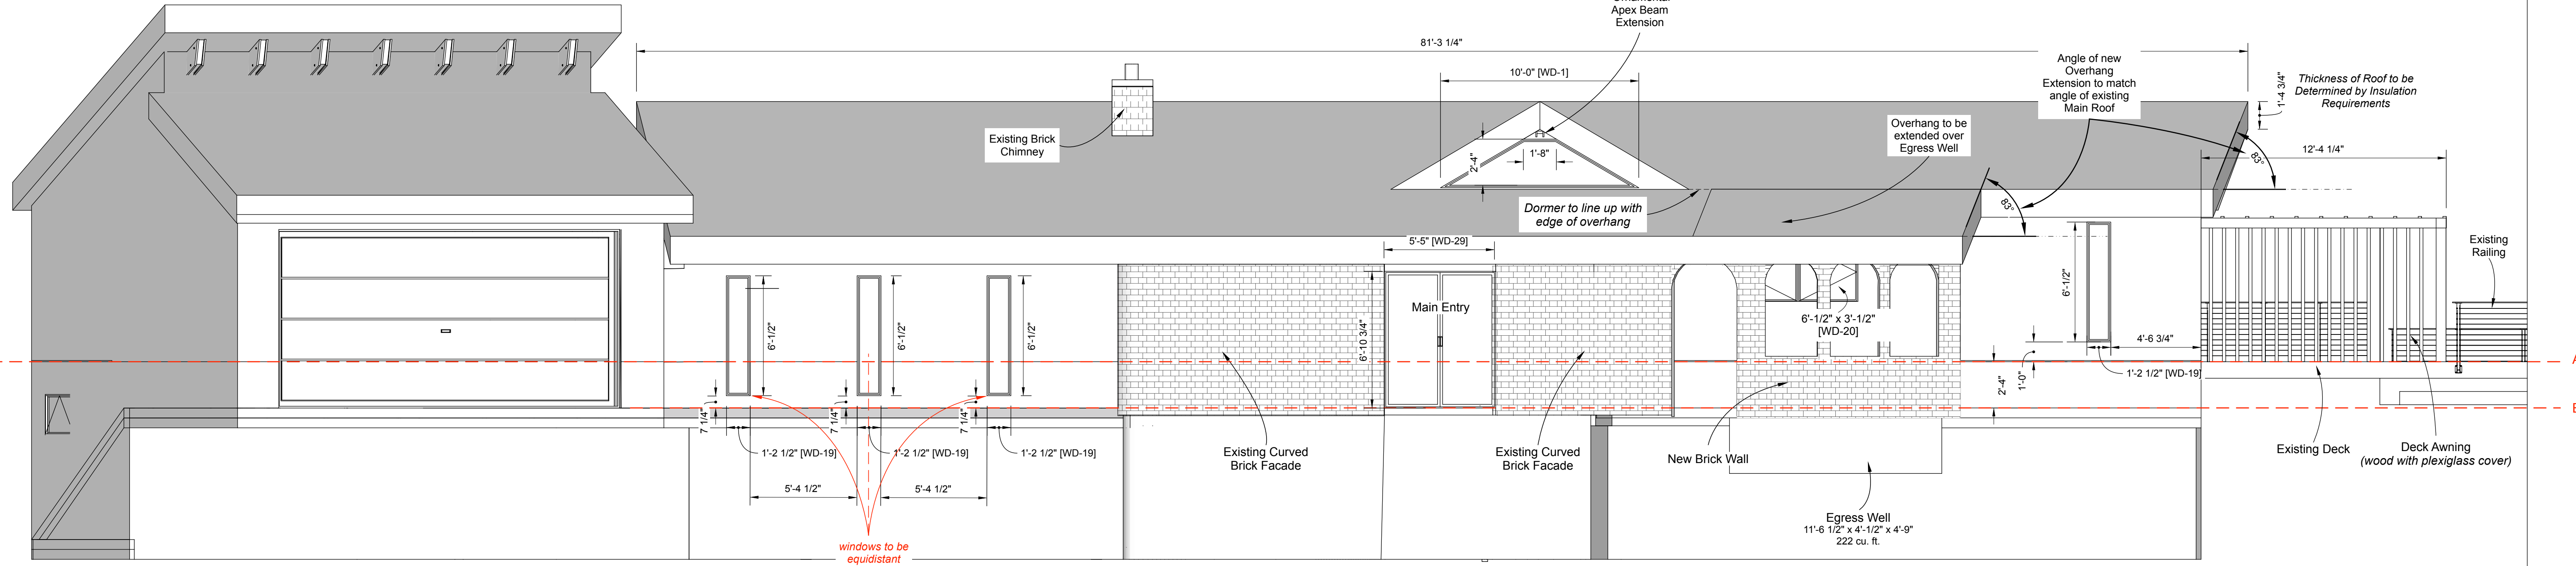 Apex Beam
Extension
81'-3 1/4"
10'-0" [WD-1]
Angle of new
Overhang
Extension to match
angle of existing
Main Roof
1'-4 3/4"
Thickness of Roof to be
Determined by Insulation
Requirements
Existing Brick
Chimney
2'-4"
1'-8"
Overhang to be
extended over
Egress Well
83°
12'-4 1/4"
Dormer to line up with
edge of overhang
83°
5'-5" [WD-29]
Existing
Railing
6'-1/2"
6'-1/2"
6'-1/2"
6'-10 3/4"
Main Entry
6'-1/2" x 3'-1/2"
[WD-20]
6'-1/2"
4'-6 3/4"
1'-0"
2'-4"
1'-2 1/2" [WD-19]
7 1/4"
7 1/4"
7 1/4"
1'-2 1/2" [WD-19]
1'-2 1/2" [WD-19]
1'-2 1/2" [WD-19]
5'-4 1/2"
5'-4 1/2"
Existing Curved
Brick Facade
Existing Curved
Brick Facade
New Brick Wall
Existing Deck
Deck Awning
(wood with plexiglass cover)
Egress Well
11'-6 1/2" x 4'-1/2" x 4'-9"
222 cu. ft.
windows to be
equidistant